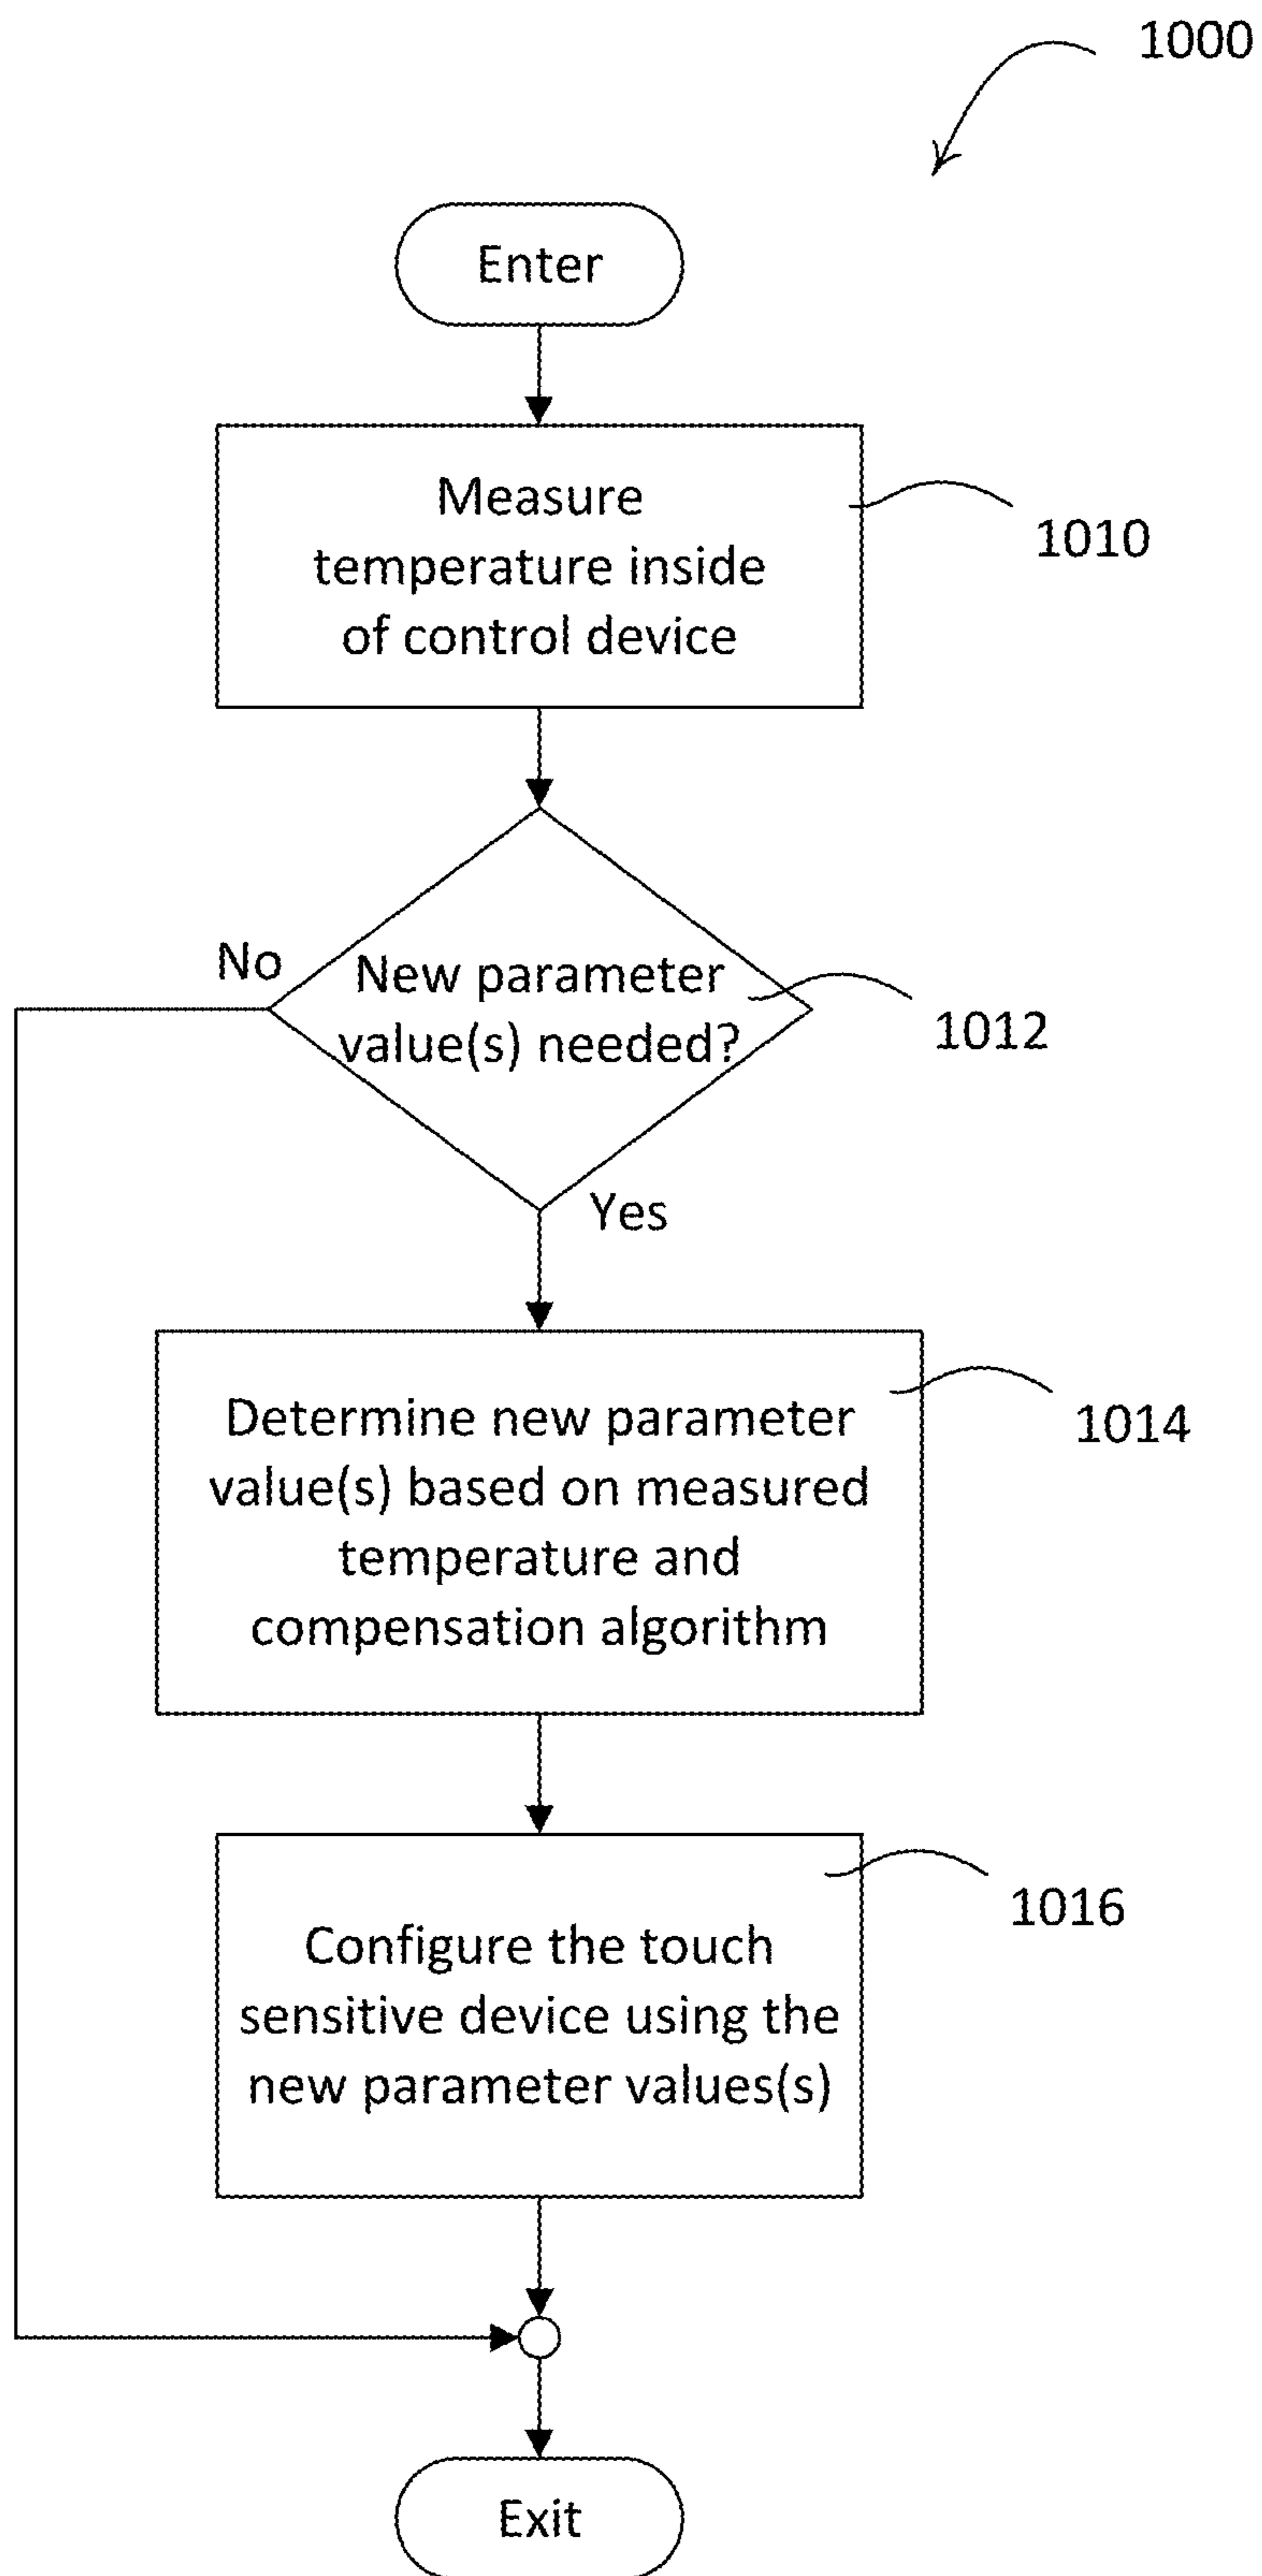 1000
Enter
Measure
temperature inside
of control device
1010
No
New parameter
value(s) needed?
1012
Yes
Determine new parameter
value(s) based on measured
temperature and
compensation algorithm
1014
Configure the touch
sensitive device using the
new parameter values(s)
1016
Exit